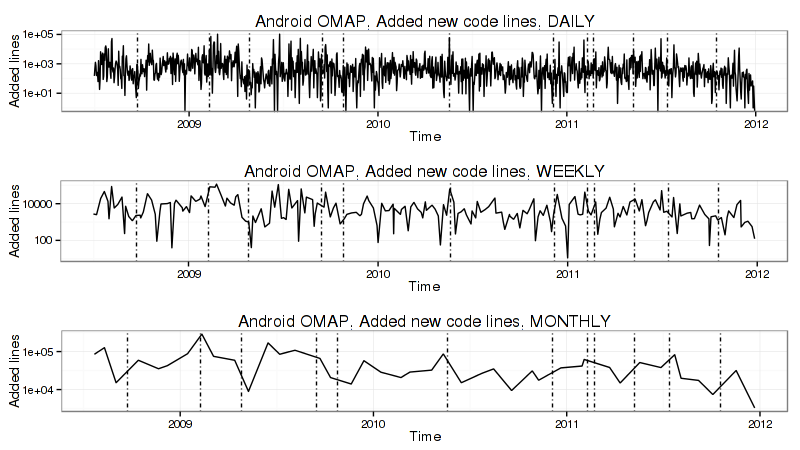 Android OMAP, Added new code lines, DAILY
Added lines
1e+05
1e+03
1e+01
2009 2010 2011 2012
Time
Android OMAP, Added new code lines, WEEKLY
Added lines
10000
100
2009 2010 2011 2012
Time
Android OMAP, Added new code lines, MONTHLY
Added lines
1e+05
1e+04
2009 2010 2011 2012
Time